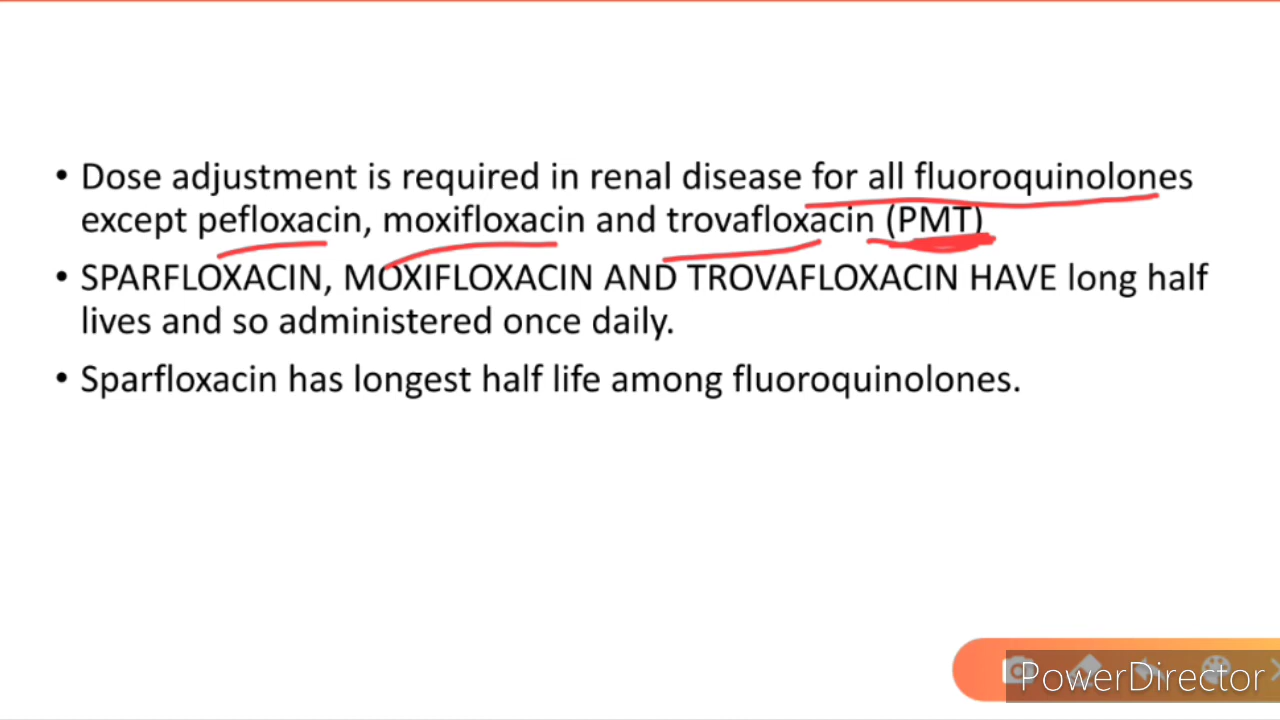 • Dose adjustment is required in renal disease for all fluoroquinolones
except pefloxacin, moxifloxacin and trovafloxacin (PMT)
• SPARFLOXACIN, MOXIFLOXACIN AND TROVAFLOXACIN HAVE long half
lives and so administered once daily.
• Sparfloxacin has longest half life among fluoroquinolones.
PowerDirector